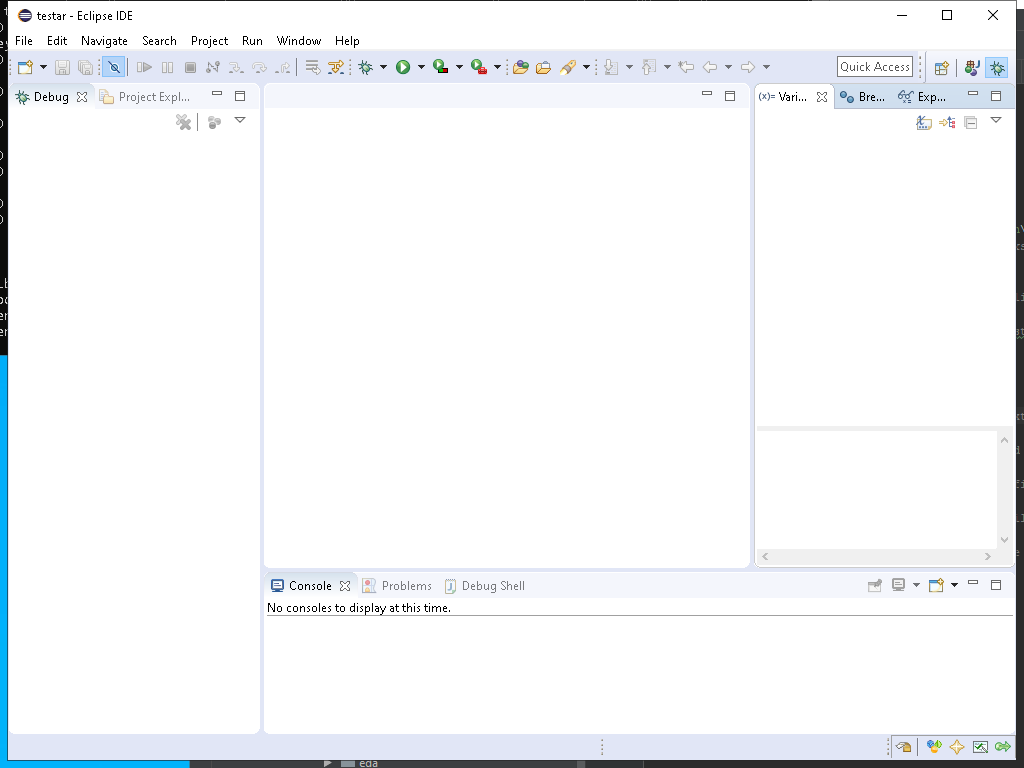 testar - Eclipse IDE
File Edit Navigate Search Project Run Window Help
Quick Access
Debug Project Expl... (x)= Vari... Bre... Exp...
Console Problems Debug Shell
No consoles to display at this time.
eda